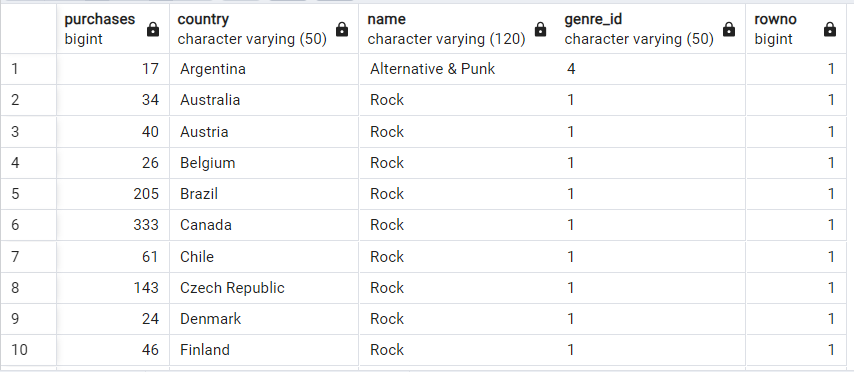 purchases country name genre_id rowno
bigint character varying (50) character varying (120) character varying (50) bigint
1 17 Argentina Alternative & Punk 4 1
2 34 Australia Rock 1 1
3 40 Austria Rock 1 1
4 26 Belgium Rock 1 1
5 205 Brazil Rock 1 1
6 333 Canada Rock 1 1
7 61 Chile Rock 1 1
8 143 Czech Republic Rock 1 1
9 24 Denmark Rock 1 1
10 46 Finland Rock 1 1